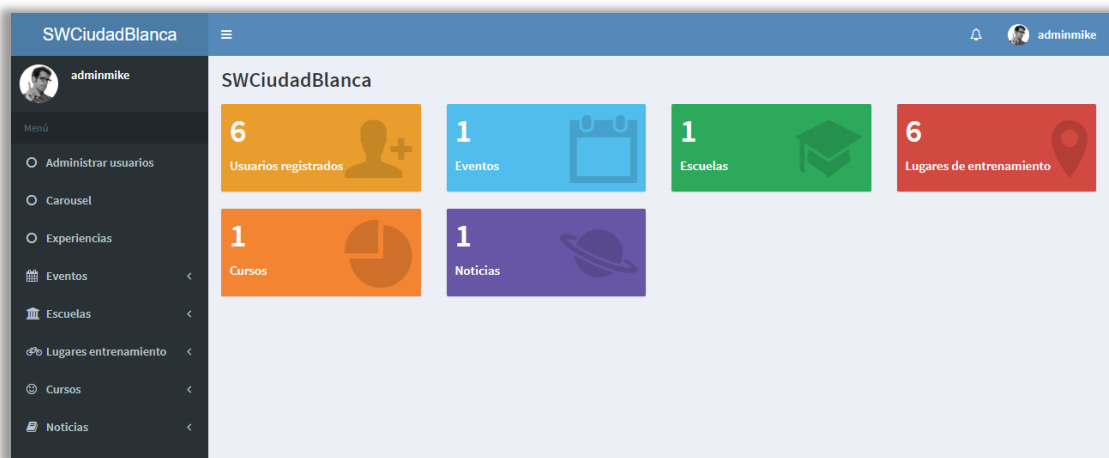 SWCiudadBlanca
adminmike
adminmike
Menú
Administrar usuarios
Carousel
Experiencias
Eventos
Escuelas
Lugares entrenamiento
Cursos
Noticias
SWCiudadBlanca
6
Usuarios registrados
1
Eventos
1
Escuelas
6
Lugares de entrenamiento
1
Cursos
1
Noticias